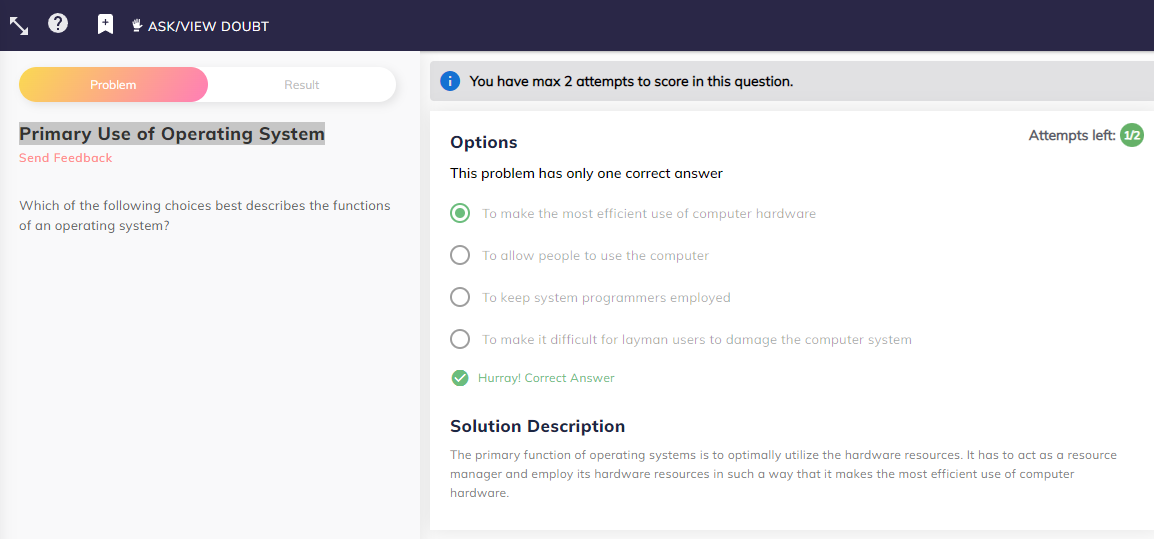 ASK/VIEW DOUBT
Problem
Result
Primary Use of Operating System
Send Feedback
Which of the following choices best describes the functions
of an operating system?
You have max 2 attempts to score in this question.
Options
Attempts left: 1/2
This problem has only one correct answer
To make the most efficient use of computer hardware
To allow people to use the computer
To keep system programmers employed
To make it difficult for layman users to damage the computer system
Hurray! Correct Answer
Solution Description
The primary function of operating systems is to optimally utilize the hardware resources. It has to act as a resource
manager and employ its hardware resources in such a way that it makes the most efficient use of computer
hardware.